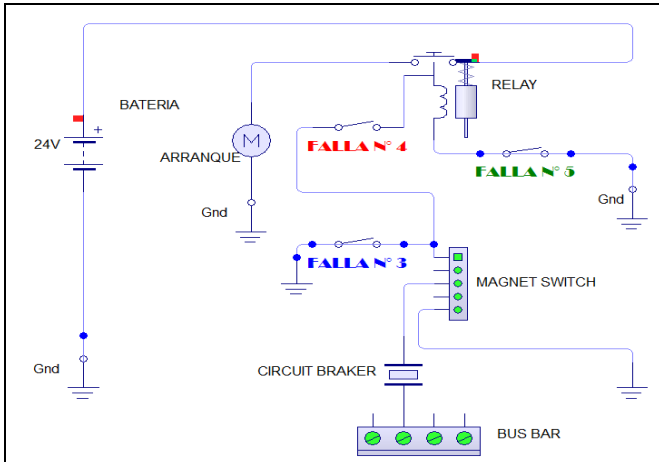 RELAY
BATERIA
+
24V
M
ARRANQUE
FALLA N° 4
FALLA N° 5
Gnd
Gnd
FALLA N° 3
MAGNET SWITCH
Gnd
CIRCUIT BRAKER
BUS BAR